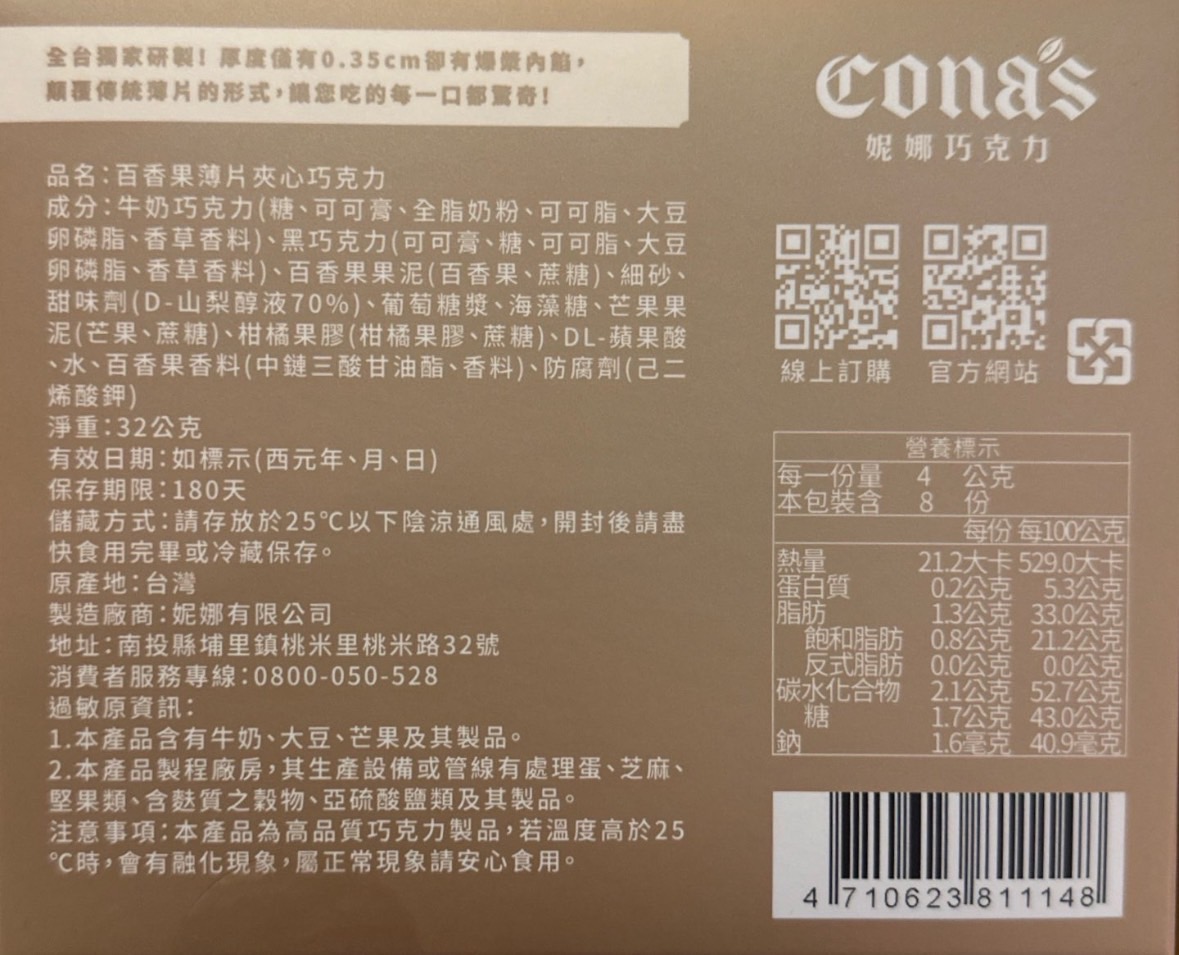 全台獨家研製! 厚度僅有0.35cm卻有爆漿內餡,
顛覆傳統薄片的形式,讓您吃的每一口都驚奇!
cona's
妮娜巧克力
品名:百香果薄片夾心巧克力
成分:牛奶巧克力(糖、可可膏、全脂奶粉、可可脂、大豆
卵磷脂、香草香料)、黑巧克力(可可膏、糖、可可脂、大豆
卵磷脂、香草香料)、百香果果泥(百香果、蔗糖)、細砂、
甜味劑(D-山梨醇液70%)、葡萄糖漿、海藻糖、芒果果
泥(芒果、蔗糖)、柑橘果膠(柑橘果膠、蔗糖)、DL-蘋果酸
、水、百香果香料(中鏈三酸甘油酯、香料)、防腐劑(己二
烯酸鉀)
淨重:32公克
有效日期:如標示(西元年、月、日)
保存期限:180天
儲藏方式:請存放於25℃以下陰涼通風處,開封後請盡
快食用完畢或冷藏保存。
原產地:台灣
製造廠商:妮娜有限公司
地址:南投縣埔里鎮桃米里桃米路32號
消費者服務專線:0800-050-528
過敏原資訊:
1.本產品含有牛奶、大豆、芒果及其製品。
2.本產品製程廠房,其生產設備或管線有處理蛋、芝麻、
堅果類、含麩質之穀物、亞硫酸鹽類及其製品。
注意事項:本產品為高品質巧克力製品,若溫度高於25
℃時,會有融化現象,屬正常現象請安心食用。
線上訂購 官方網站
營養標示
每一份量 4 公克
本包裝含 8 份
每份 每100公克
熱量 21.2大卡 529.0大卡
蛋白質 0.2公克 5.3公克
脂肪 1.3公克 33.0公克
飽和脂肪 0.8公克 21.2公克
反式脂肪 0.0公克 0.0公克
碳水化合物 2.1公克 52.7公克
糖 1.7公克 43.0公克
鈉 1.6毫克 40.9毫克
4 710623 811148